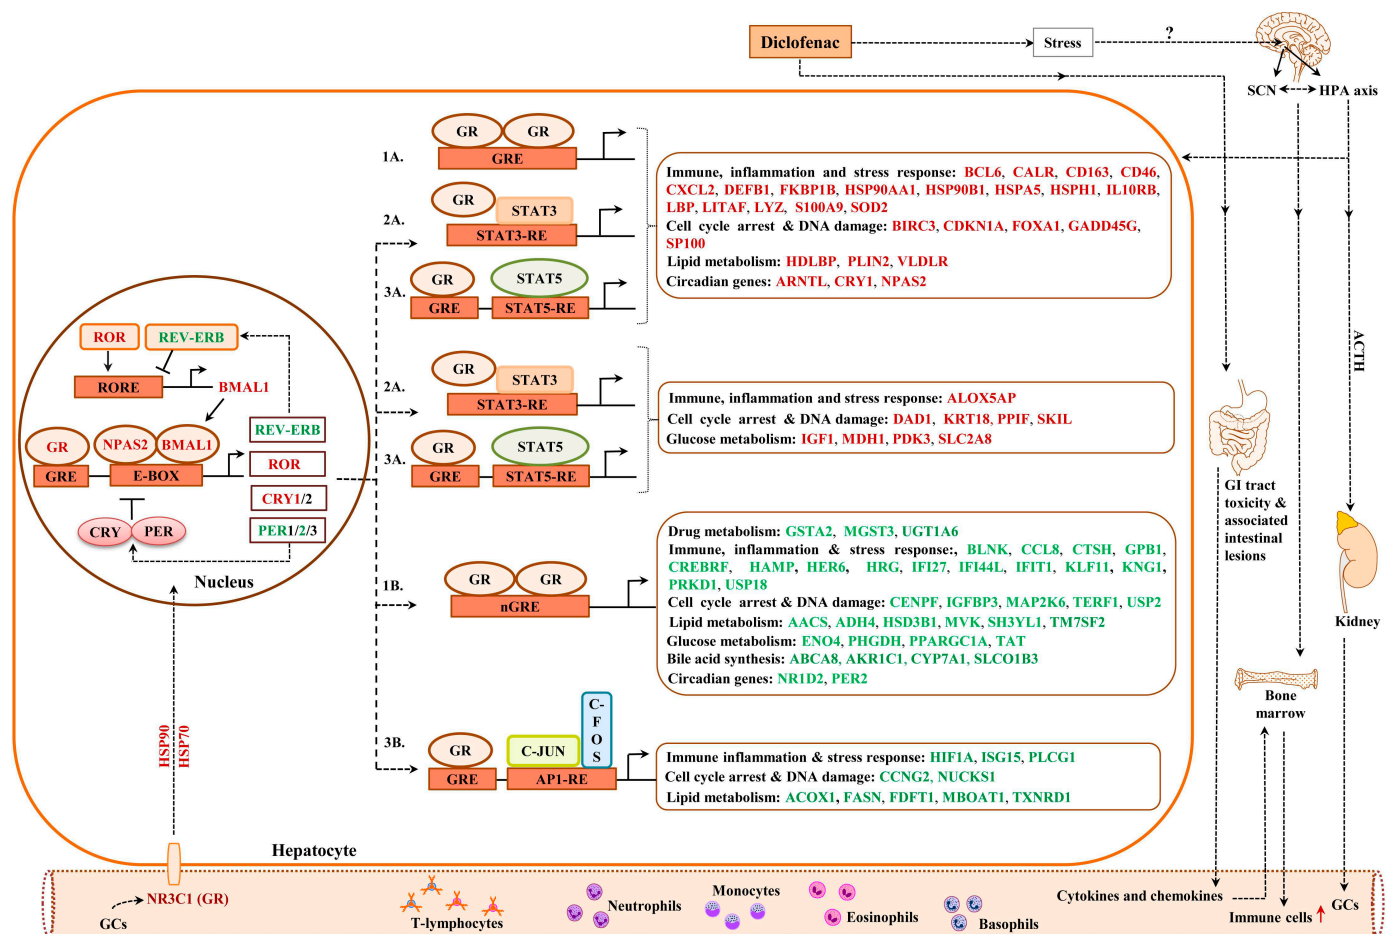 Diclofenac
Stress
?
SCN
HPA axis
1A.
GR
GR
GRE
2A.
GR
STAT3
STAT3-RE
3A.
GR
STAT5
GRE
STAT5-RE
Immune, inflammation and stress response: BCL6, CALR, CD163, CD46,
CXCL2, DEFB1, FKBP1B, HSP90AA1, HSP90B1, HSPA5, HSPH1, IL10RB,
LBP, LITAF, LYZ, S100A9, SOD2
Cell cycle arrest & DNA damage: BIRC3, CDKN1A, FOXA1, GADD45G,
SP100
Lipid metabolism: HDLBP, PLIN2, VLDLR
Circadian genes: ARNTL, CRY1, NPAS2
2A.
GR
STAT3
STAT3-RE
3A.
GR
STAT5
GRE
STAT5-RE
Immune, inflammation and stress response: ALOX5AP
Cell cycle arrest & DNA damage: DAD1, KRT18, PPIF, SKIL
Glucose metabolism: IGF1, MDH1, PDK3, SLC2A8
1B.
GR
GR
nGRE
Drug metabolism: GSTA2, MGST3, UGT1A6
Immune, inflammation & stress response:, BLNK, CCL8, CTSH, GPB1,
CREBRF, HAMP, HER6, HRG, IFI27, IFI44L, IFIT1, KLF11, KNG1,
PRKD1, USP18
Cell cycle arrest & DNA damage: CENPF, IGFBP3, MAP2K6, TERF1, USP2
Lipid metabolism: AACS, ADH4, HSD3B1, MVK, SH3YL1, TM7SF2
Glucose metabolism: ENO4, PHGDH, PPARGC1A, TAT
Bile acid synthesis: ABCA8, AKR1C1, CYP7A1, SLCO1B3
Circadian genes: NR1D2, PER2
3B.
GR
GRE
C-JUN
C-
F
O
S
AP1-RE
Immune inflammation & stress response: HIF1A, ISG15, PLCG1
Cell cycle arrest & DNA damage: CCNG2, NUCKS1
Lipid metabolism: ACOX1, FASN, FDFT1, MBOAT1, TXNRD1
ROR
REV-ERB
RORE
BMAL1
GR
NPAS2
BMAL1
GRE
E-BOX
CRY
PER
REV-ERB
ROR
CRY1/2
PER1/2/3
Nucleus
HSP90
HSP70
Hepatocyte
ACTH
GI tract
toxicity &
associated
intestinal
lesions
Kidney
Bone
marrow
GCs
NR3C1 (GR)
T-lymphocytes
Neutrophils
Monocytes
Eosinophils
Basophils
Cytokines and chemokines
Immune cells
GCs